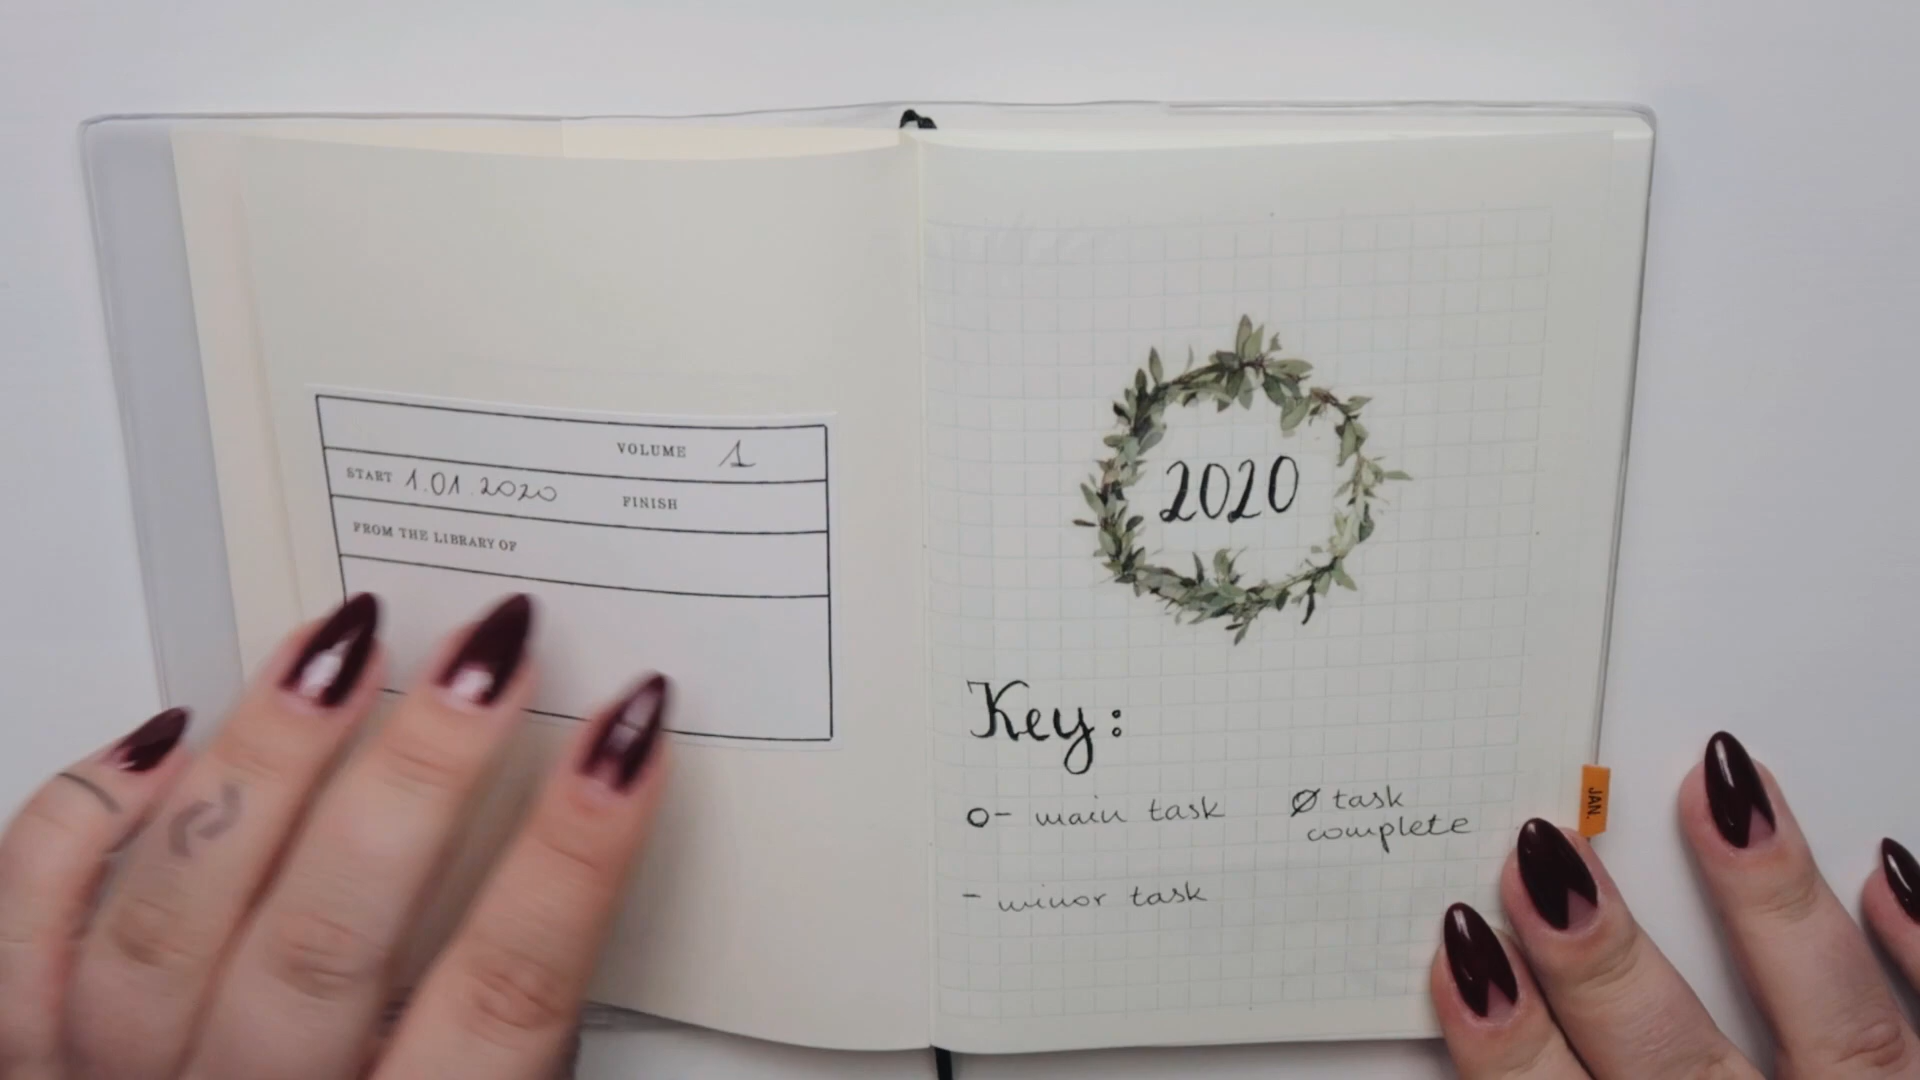 VOLUME 1
START 1.01.2020 FINISH
FROM THE LIBRARY OF
2020
Key:
O- main task
Ø task
complete
- minor task
JAN.